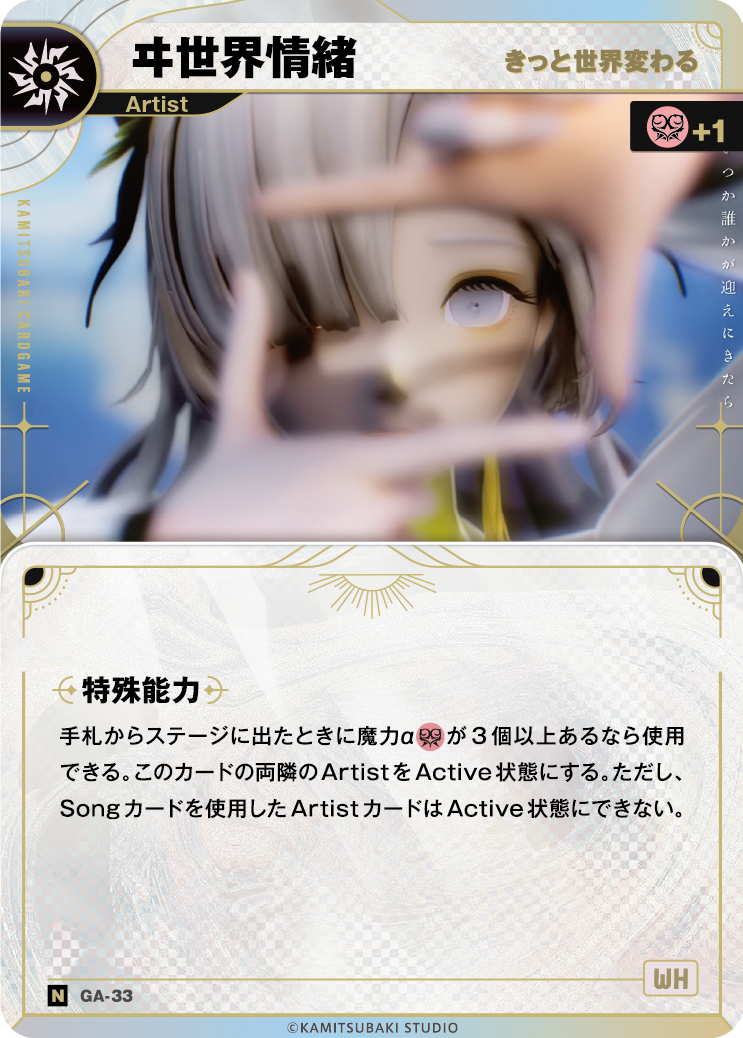 ヰ世界情緒
きっと世界変わる
Artist
+1
つか誰かが迎えにきたら
KAMITSUBAKI CARDGAME
特殊能力
手札からステージに出たときに魔力αが3個以上あるなら使用
できる。このカードの両隣のArtistをActive状態にする。ただし、
Songカードを使用したArtistカードはActive状態にできない。
N GA-33
WH
©KAMITSUBAKI STUDIO